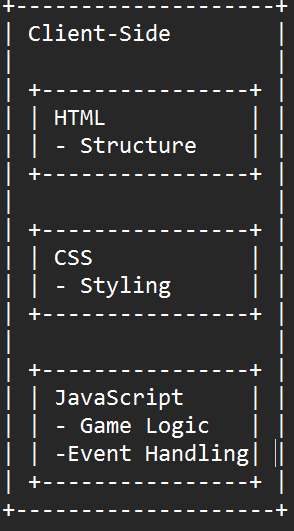 Client-Side
HTML
- Structure
CSS
- Styling
JavaScript
- Game Logic
-Event Handling